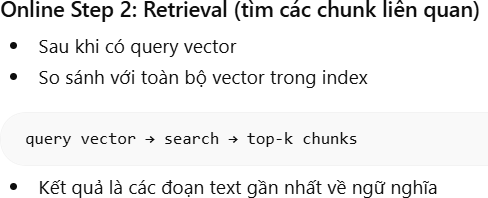 Online Step 2: Retrieval (tìm các chunk liên quan)
• Sau khi có query vector
• So sánh với toàn bộ vector trong index
query vector → search → top-k chunks
• Kết quả là các đoạn text gần nhất về ngữ nghĩa